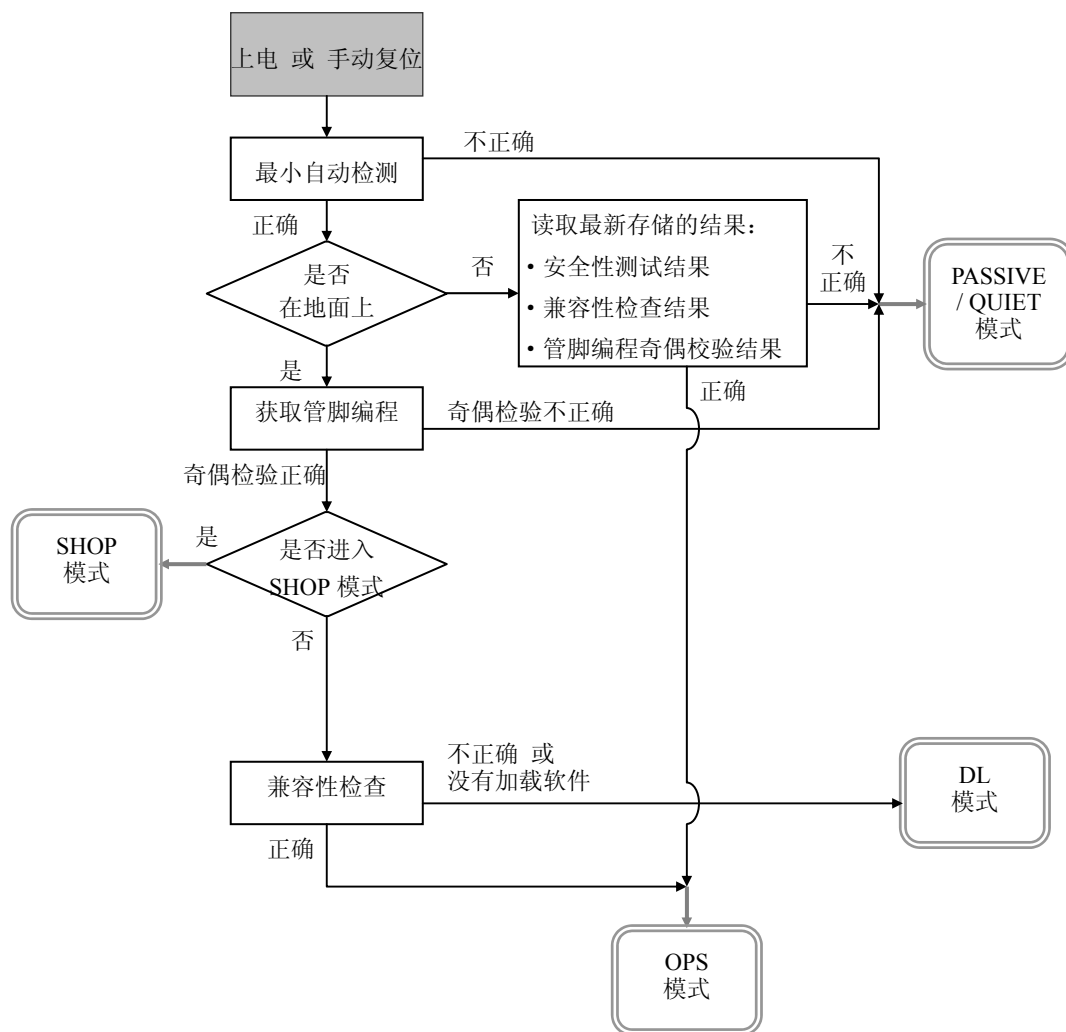 上电 或 手动复位
不正确
最小自动检测
正确
读取最新存储的结果：
是否
在地面上
否
·安全性测试结果
·兼容性检查结果
·管脚编程奇偶校验结果
不
正确
PASSIVE
/ QUIET
模式
是
正确
获取管脚编程
奇偶检验不正确
奇偶检验正确
SHOP
模式
是
是否进入
SHOP 模式
否
不正确 或
没有加载软件
兼容性检查
DL
模式
正确
OPS
模式